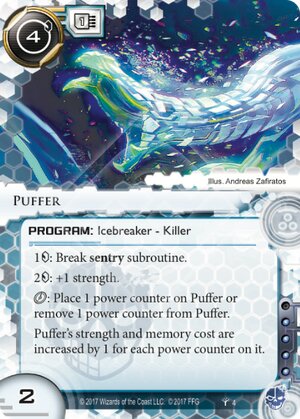 4
1
Illus. Andreas Zafiratos
PUFFER
PROGRAM: Icebreaker - Killer
1: Break sentry subroutine.
2: +1 strength.
: Place 1 power counter on Puffer or
remove 1 power counter from Puffer.
Puffer's strength and memory cost are
increased by 1 for each power counter on it.
2
© 2017 Wizards of the Coast LLC. © 2017 FFG
4